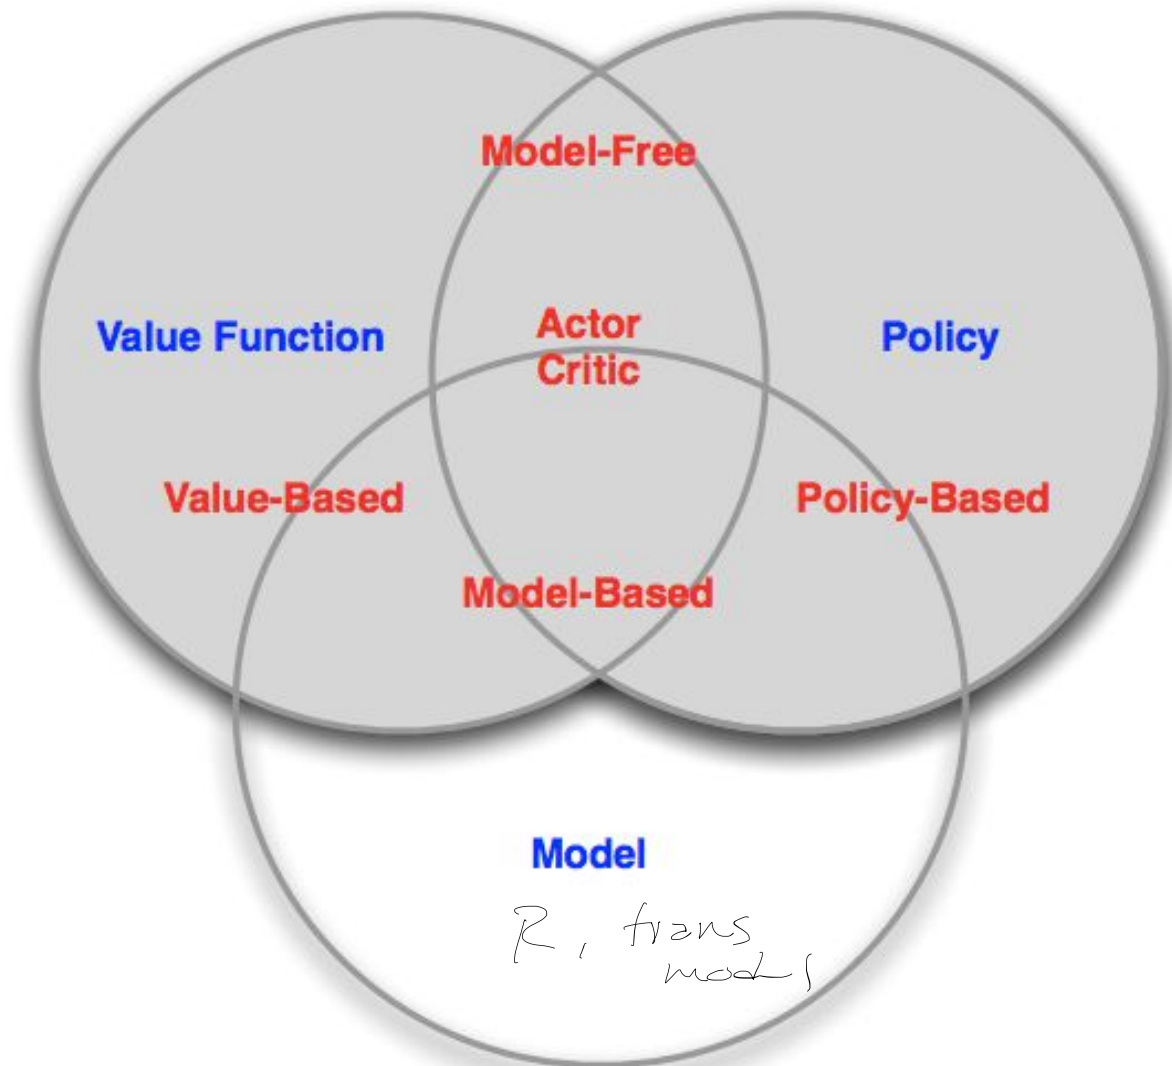 Model-Free
Actor
Critic
Value Function
Policy
Value-Based
Policy-Based
Model-Based
Model
R, trans
model